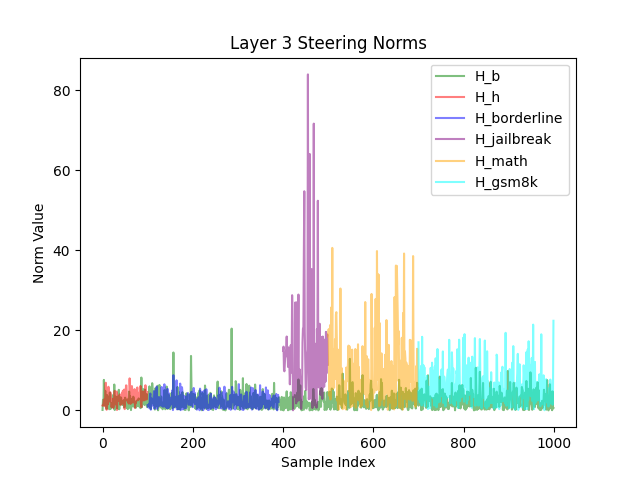 Layer 3 Steering Norms
H_b
H_h
H_borderline
H_jailbreak
H_math
H_gsm8k
Norm Value
80
60
40
20
0
0 200 400 600 800 1000
Sample Index